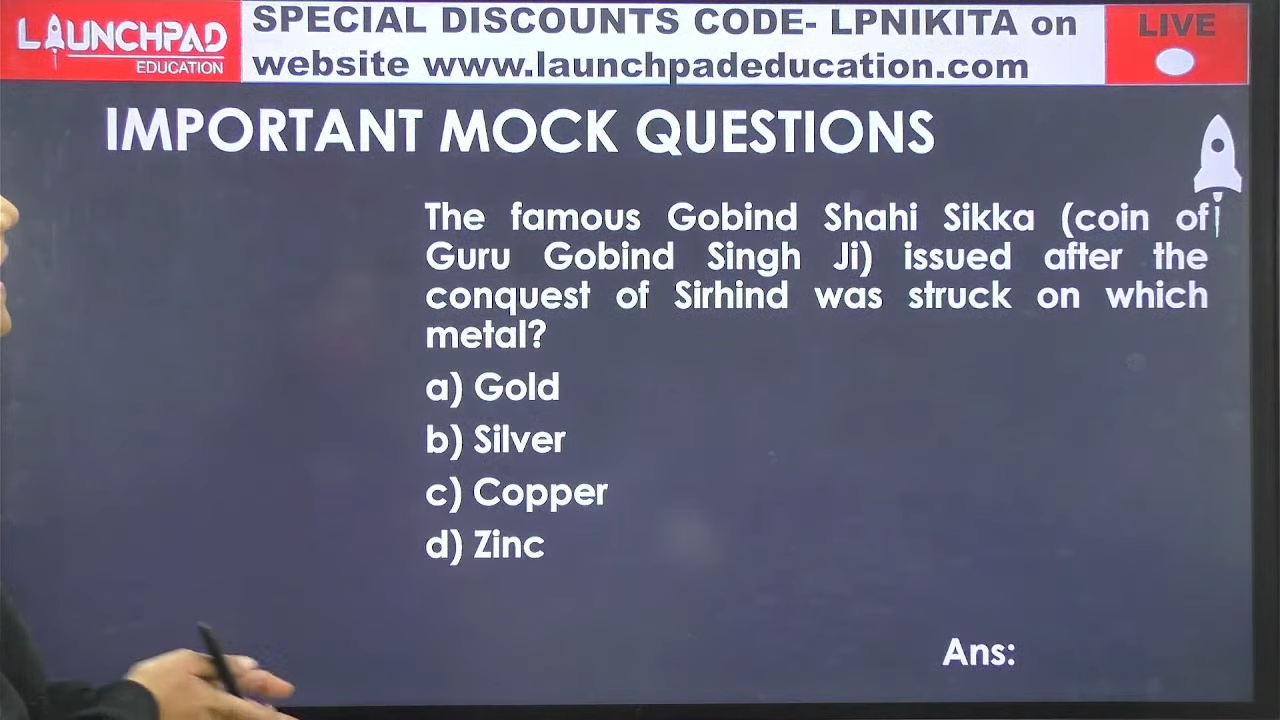 LAUNCHPAD
EDUCATION
SPECIAL DISCOUNTS CODE- LPNIKITA on
website www.launchpadeducation.com
LIVE
IMPORTANT MOCK QUESTIONS
The famous Gobind Shahi Sikka (coin of
Guru Gobind Singh Ji) issued after the
conquest of Sirhind was struck on which
metal?
a) Gold
b) Silver
c) Copper
d) Zinc
Ans: